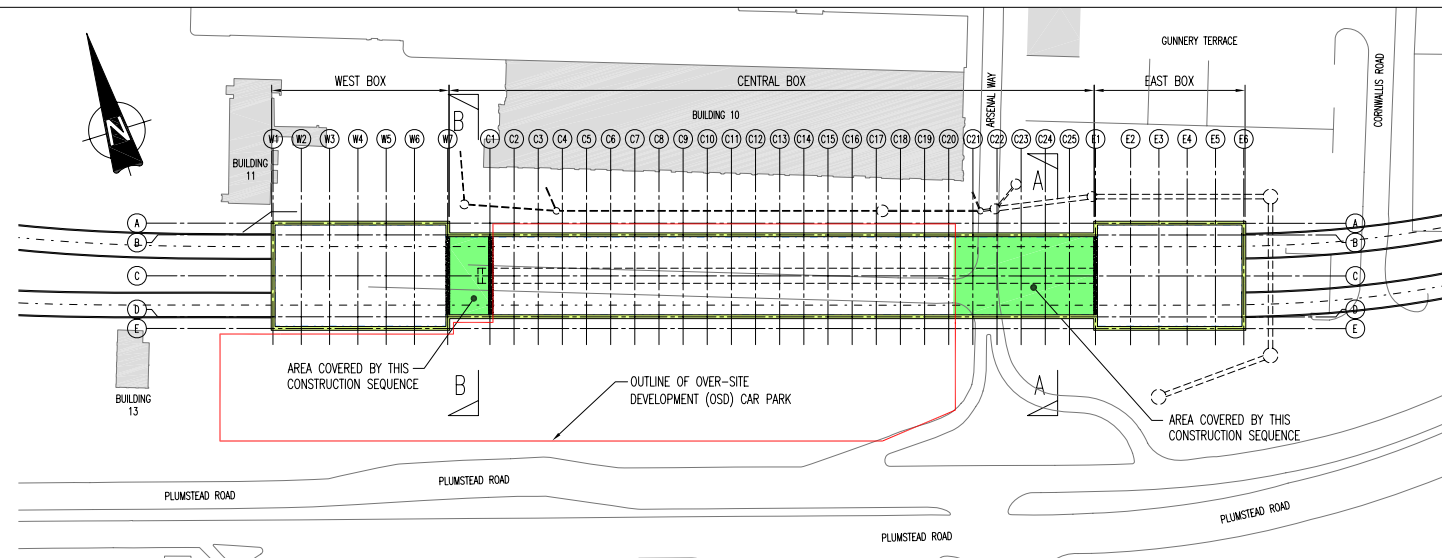 GUNNERY TERRACE
CORNWALLIS ROAD
WEST BOX
CENTRAL BOX
EAST BOX
ARSENAL WAY
BUILDING 10
N
B
A
W1 W2 W3 W4 W5 W6 W7 C1 C2 C3 C4 C5 C6 C7 C8 C9 C10 C11 C12 C13 C14 C15 C16 C17 C18 C19 C20 C21 C22 C23 C24 C25 E1 E2 E3 E4 E5 E6
BUILDING
11
A
B
C
D
E
A
B
C
D
E
AREA COVERED BY THIS
CONSTRUCTION SEQUENCE
B
OUTLINE OF OVER-SITE
DEVELOPMENT (OSD) CAR PARK
A
AREA COVERED BY THIS
CONSTRUCTION SEQUENCE
BUILDING
13
PLUMSTEAD ROAD
PLUMSTEAD ROAD
PLUMSTEAD ROAD
PLUMSTEAD ROAD